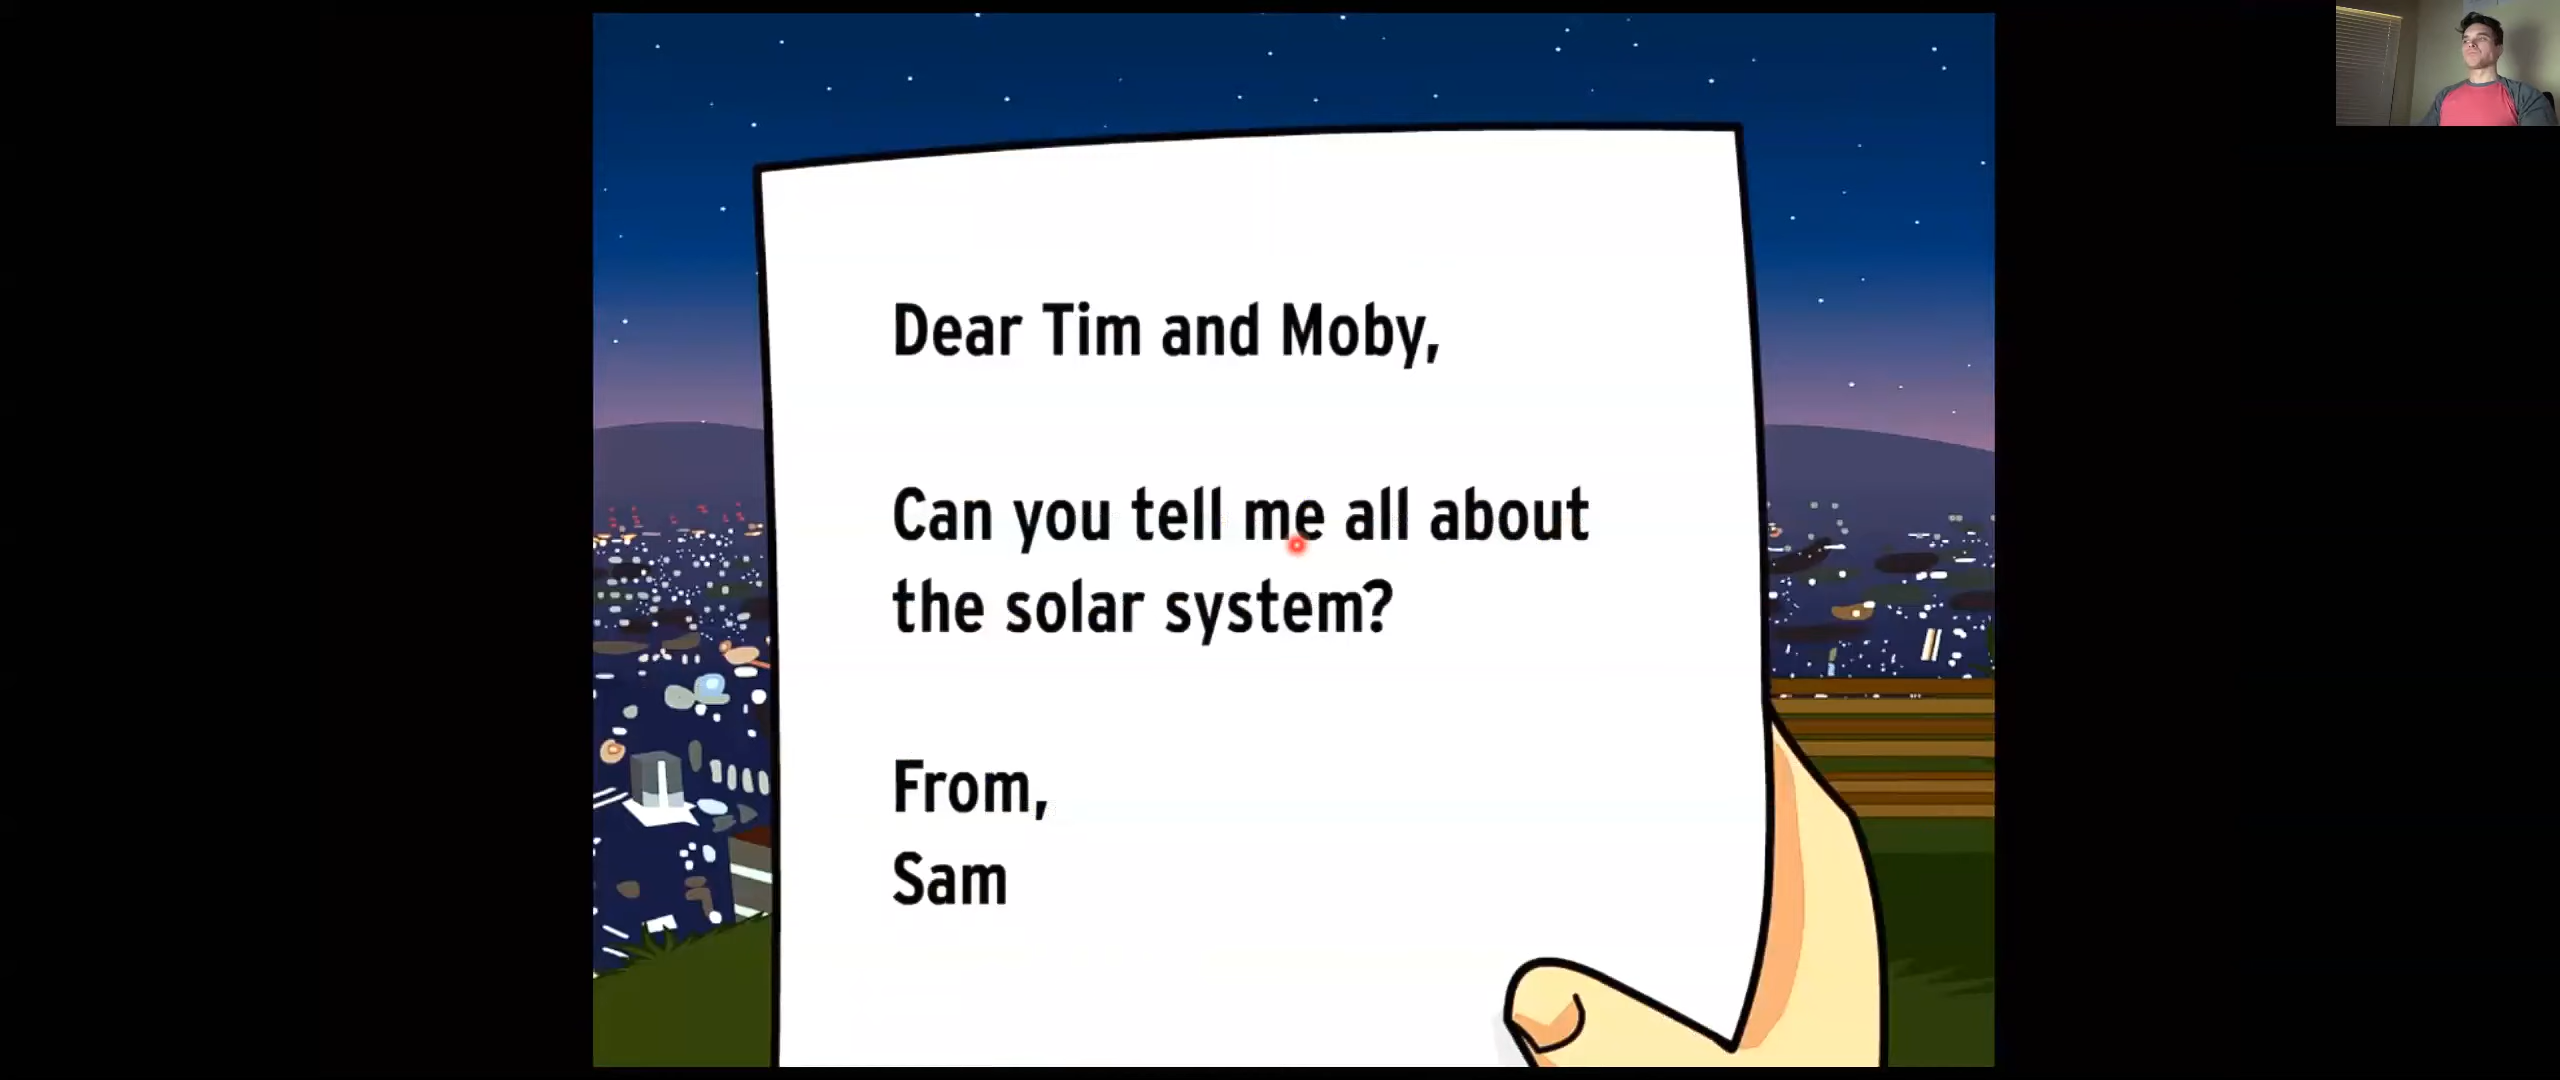 Dear Tim and Moby,
Can you tell me all about
the solar system?
From,
Sam